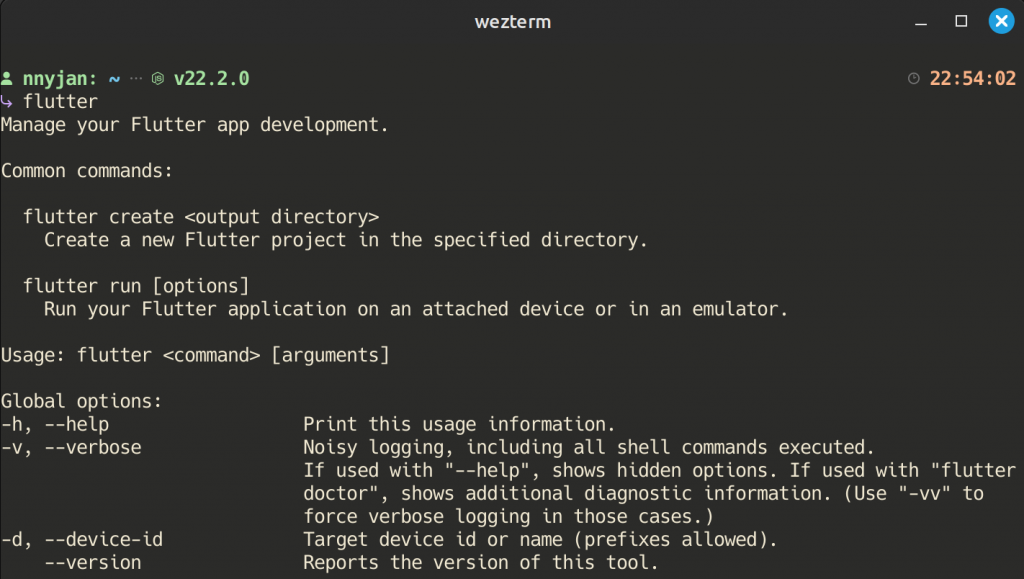 wezterm
nnyjan: ~ ··· v22.2.0 22:54:02
flutter
Manage your Flutter app development.
Common commands:
flutter create <output directory>
Create a new Flutter project in the specified directory.
flutter run [options]
Run your Flutter application on an attached device or in an emulator.
Usage: flutter <command> [arguments]
Global options:
-h, --help Print this usage information.
-v, --verbose Noisy logging, including all shell commands executed.
If used with "--help", shows hidden options. If used with "flutter
doctor", shows additional diagnostic information. (Use "-vv" to
force verbose logging in those cases.)
-d, --device-id Target device id or name (prefixes allowed).
--version Reports the version of this tool.